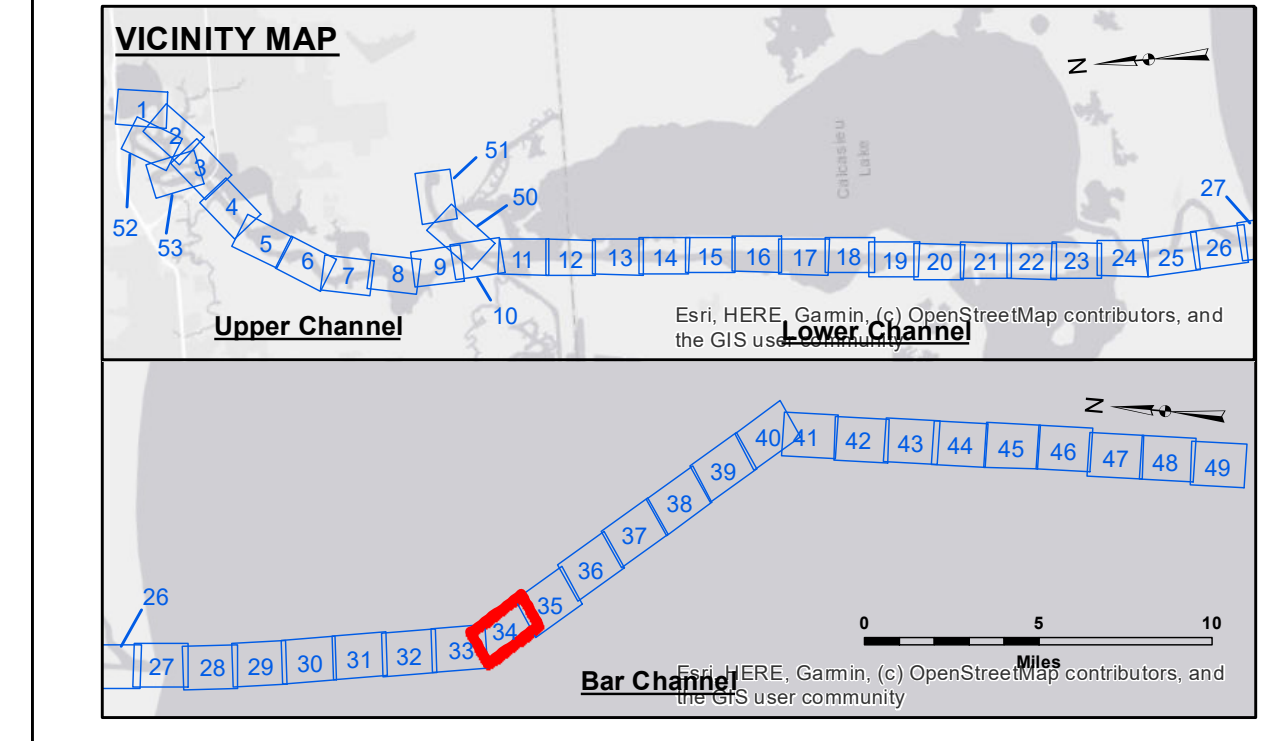 VICINITY MAP
N
1
2
3
52
53
4
5
6
7
8
9
10
51
50
11 12 13 14 15 16 17 18 19 20 21 22 23 24 25 26
27
Calcasieu
Lake
Upper Channel
Lower Channel
Esri, HERE, Garmin, (c) OpenStreetMap contributors, and
the GIS user community
N
26
27 28 29 30 31 32 33 34 35 36 37 38 39 40 41 42 43 44 45 46 47 48 49
0 5 10
Miles
Bar Channel
Esri, HERE, Garmin, (c) OpenStreetMap contributors, and
the GIS user community